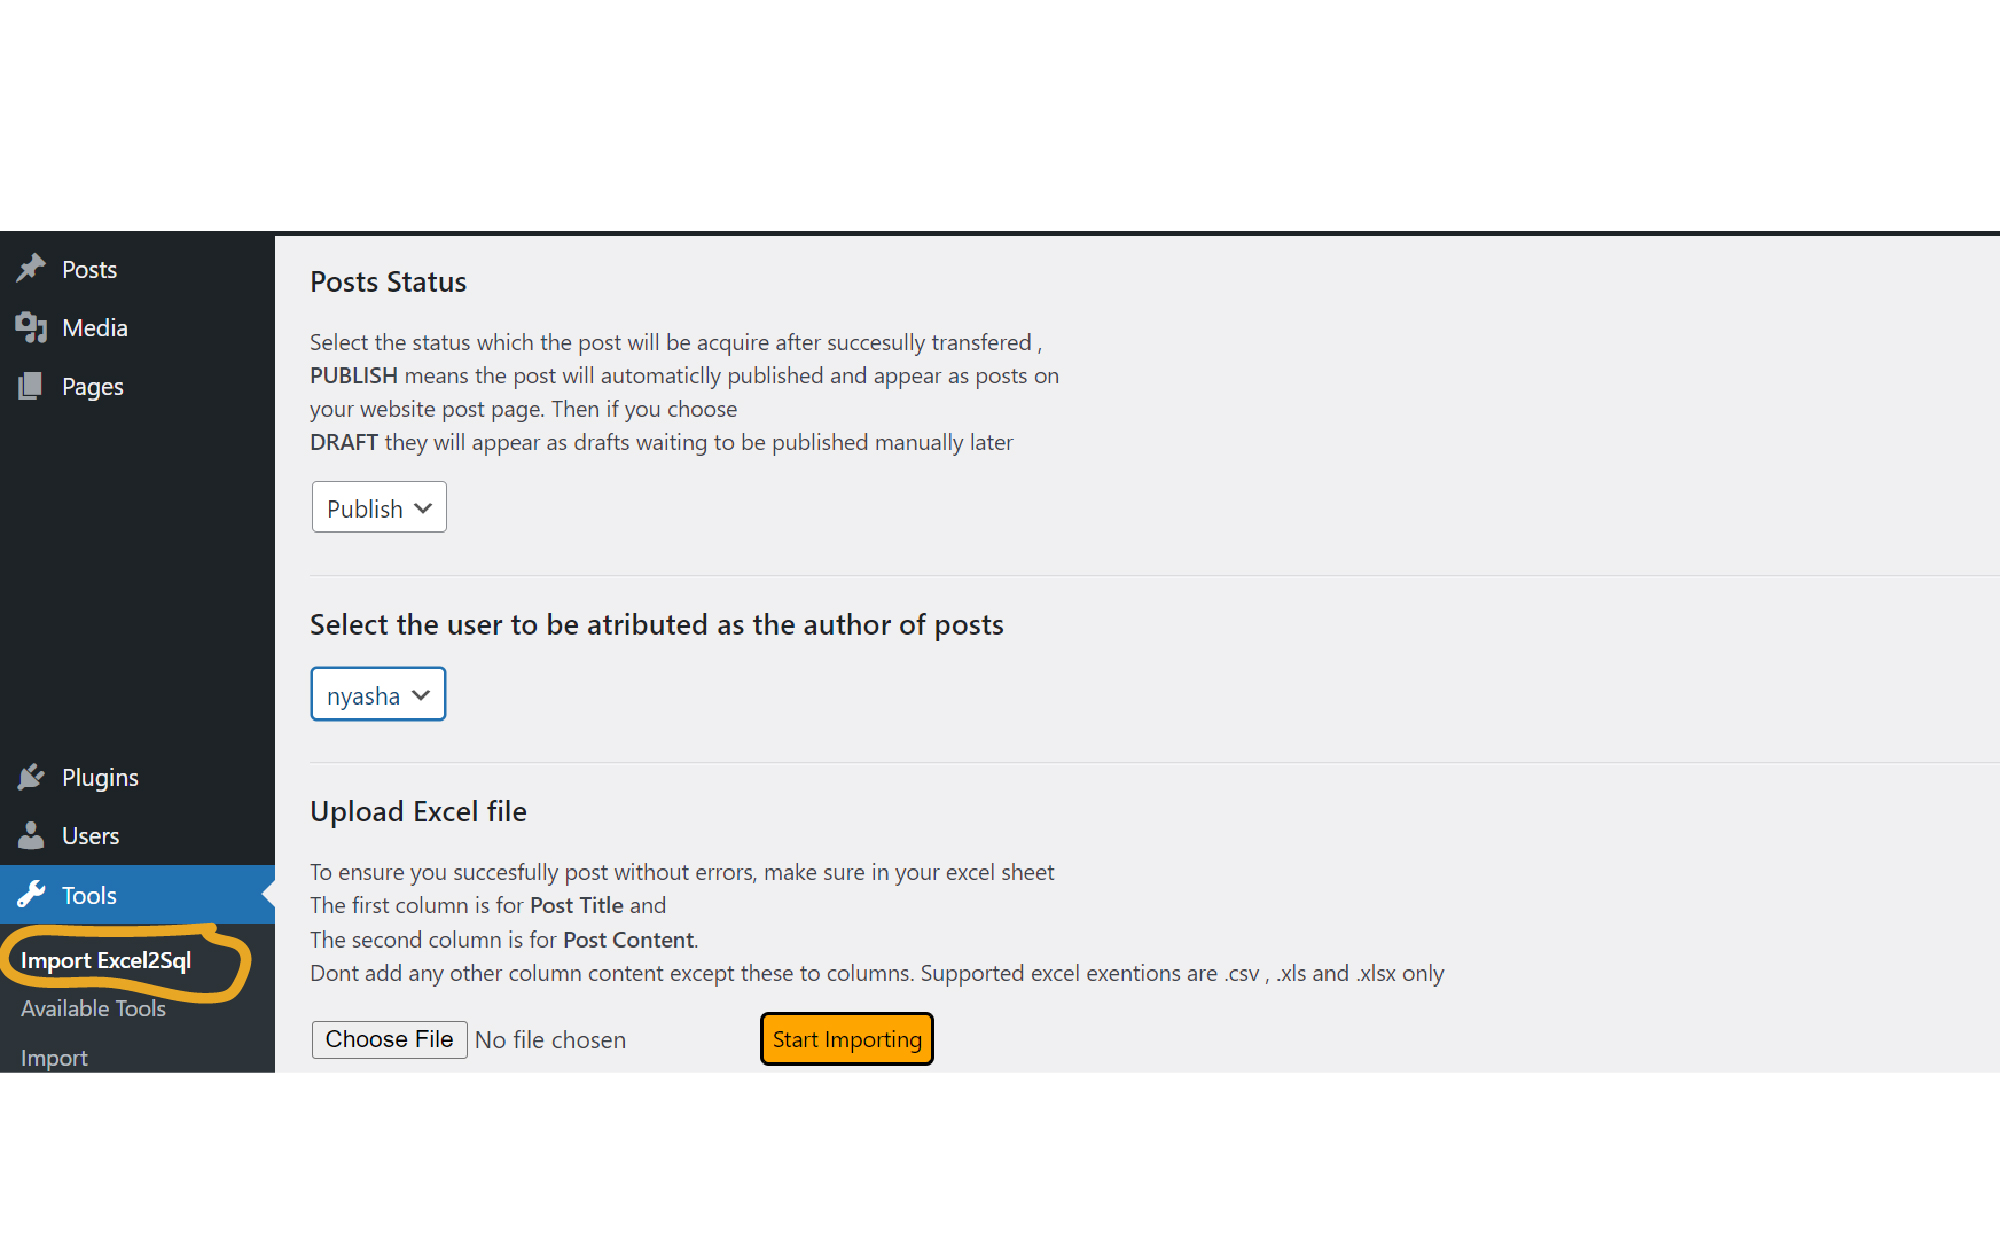 Posts
Media
Pages
Plugins
Users
Tools
Import Excel2Sql
Available Tools
Import
Posts Status
Select the status which the post will be acquire after succesully transfered ,
PUBLISH means the post will automaticlly published and appear as posts on
your website post page. Then if you choose
DRAFT they will appear as drafts waiting to be published manually later
Publish
Select the user to be atributed as the author of posts
nyasha
Upload Excel file
To ensure you succesfully post without errors, make sure in your excel sheet
The first column is for Post Title and
The second column is for Post Content.
Dont add any other column content except these to columns. Supported excel exentions are .csv , .xls and .xlsx only
Choose File No file chosen
Start Importing